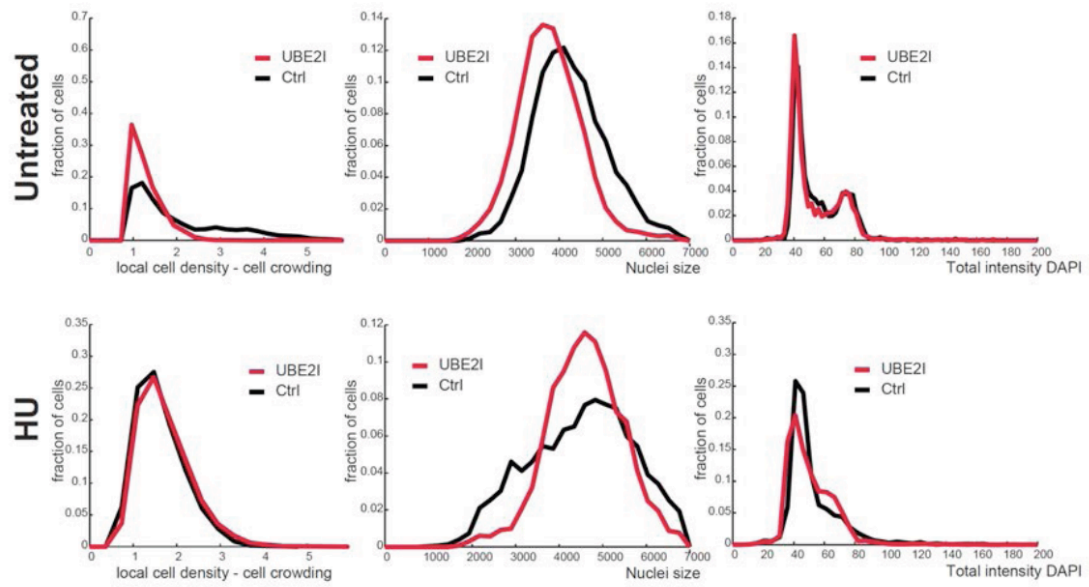 Untreated
fraction of cells
0.7
0.6
0.5
0.4
0.3
0.2
0.1
0
UBE2I
Ctrl
0 1 2 3 4 5
local cell density - cell crowding
fraction of cells
0.14
0.12
0.10
0.08
0.06
0.04
0.02
0
UBE2I
Ctrl
0 1000 2000 3000 4000 5000 6000 7000
Nuclei size
fraction of cells
0.18
0.16
0.12
0.08
0.04
0.02
0
UBE2I
Ctrl
0 20 40 60 80 100 120 140 160 180 200
Total intensity DAPI
HU
fraction of cells
0.35
0.3
0.25
0.2
0.15
0.1
0.05
0
UBE2I
Ctrl
0 1 2 3 4 5
local cell density - cell crowding
fraction of cells
0.12
0.1
0.08
0.06
0.04
0.02
0
UBE2I
Ctrl
0 1000 2000 3000 4000 5000 6000 7000
Nuclei size
fraction of cells
0.35
0.3
0.25
0.2
0.15
0.1
0.05
0
UBE2I
Ctrl
0 20 40 60 80 100 120 140 160 180 200
Total intensity DAPI